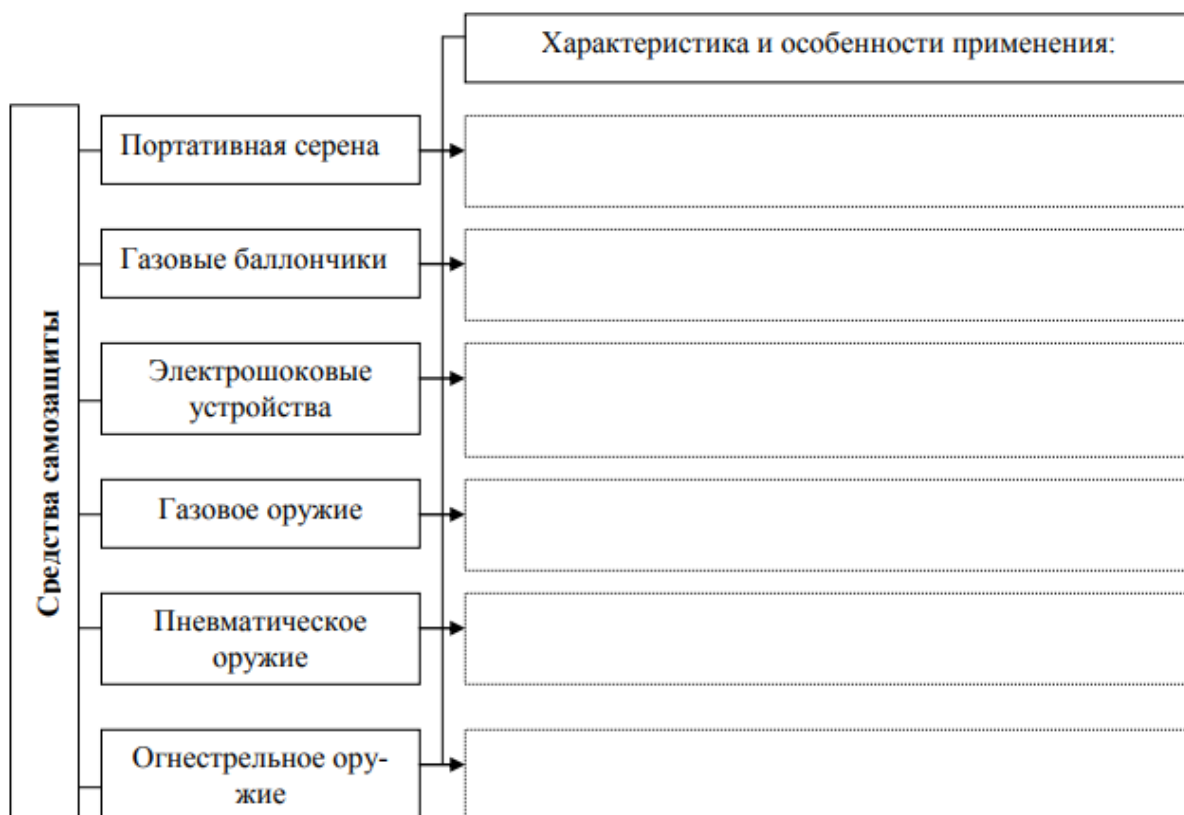 Характеристика и особенности применения:
Средства самозащиты
Портативная серена
Газовые баллончики
Электрошоковые
устройства
Газовое оружие
Пневматическое
оружие
Огнестрельное ору-
жие